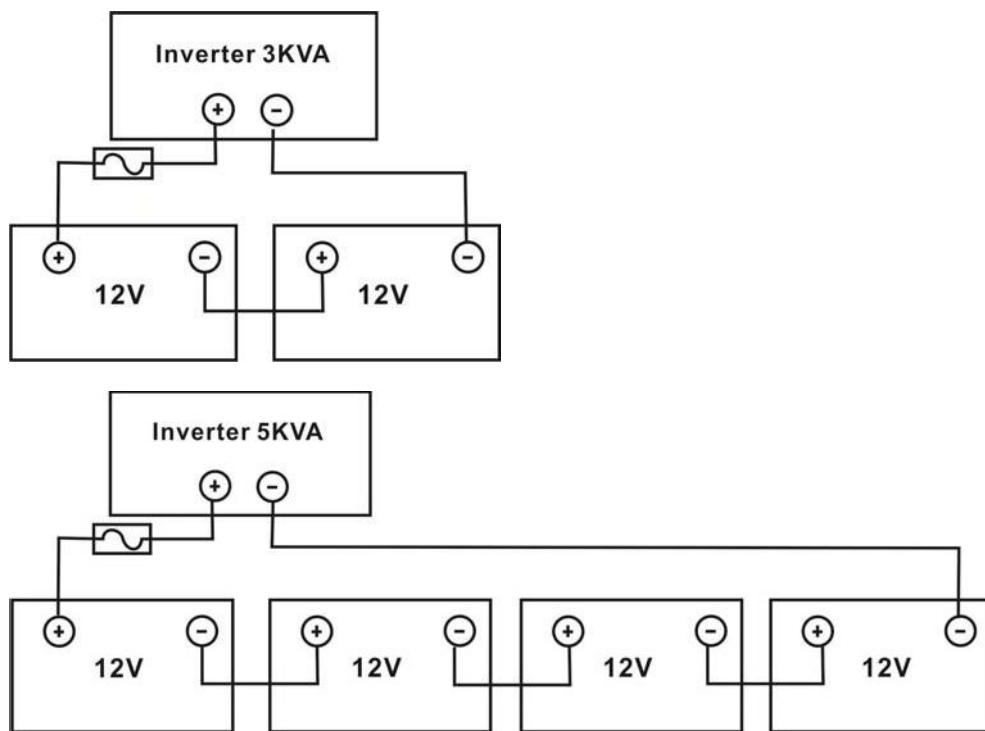 Inverter 3KVA
+ −
+ − + −
12V 12V
Inverter 5KVA
+ −
+ − + − + − + −
12V 12V 12V 12V